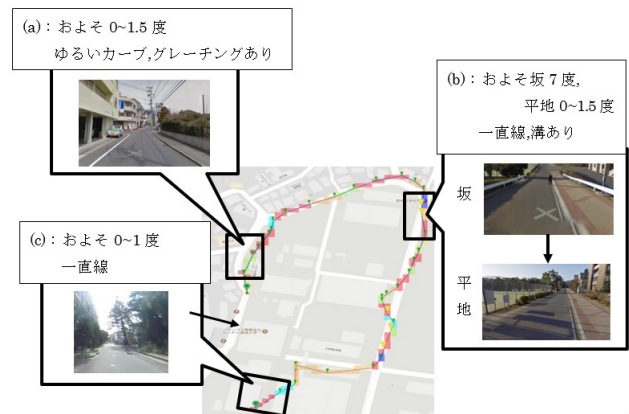 (a)：およそ 0~1.5 度
ゆるいカーブ,グレーチングあり
(b)：およそ坂 7 度,
平地 0~1.5 度
一直線,溝あり
坂
平地
(c)：およそ 0~1 度
一直線